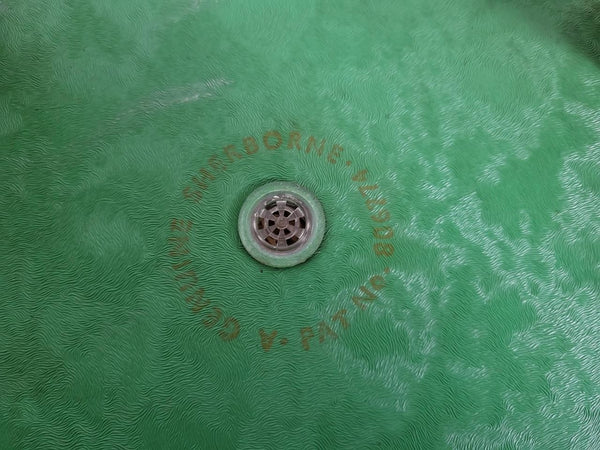 A GENUINE SHERBORNE • PAT No.